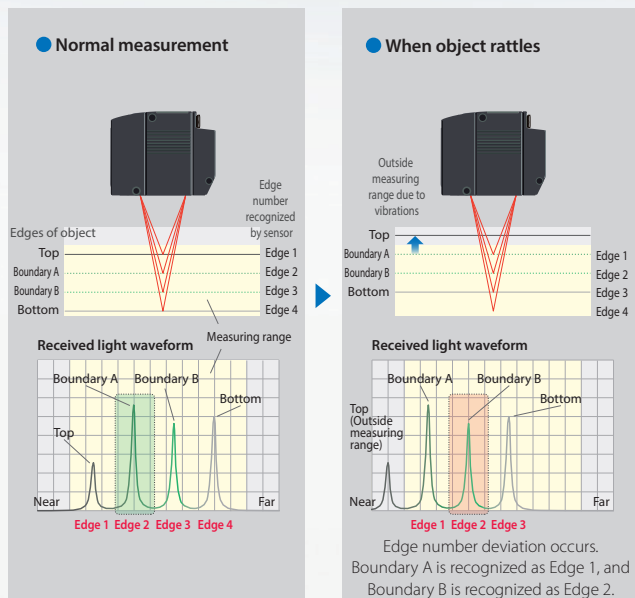 Normal measurement
Edge
number
recognized
by sensor
Edges of object
Top
Edge 1
Boundary A
Edge 2
Boundary B
Edge 3
Bottom
Edge 4
Measuring range
Received light waveform
Boundary A
Boundary B
Bottom
Top
Near
Far
Edge 1
Edge 2
Edge 3
Edge 4
When object rattles
Outside
measuring
range due to
vibrations
Top
Boundary A
Edge 1
Boundary B
Edge 2
Bottom
Edge 3
Edge 4
Received light waveform
Boundary A
Boundary B
Bottom
Top
(Outside
measuring
range)
Near
Far
Edge 1
Edge 2
Edge 3
Edge number deviation occurs.
Boundary A is recognized as Edge 1, and
Boundary B is recognized as Edge 2.